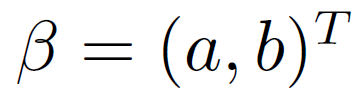 β = (a, b)^T